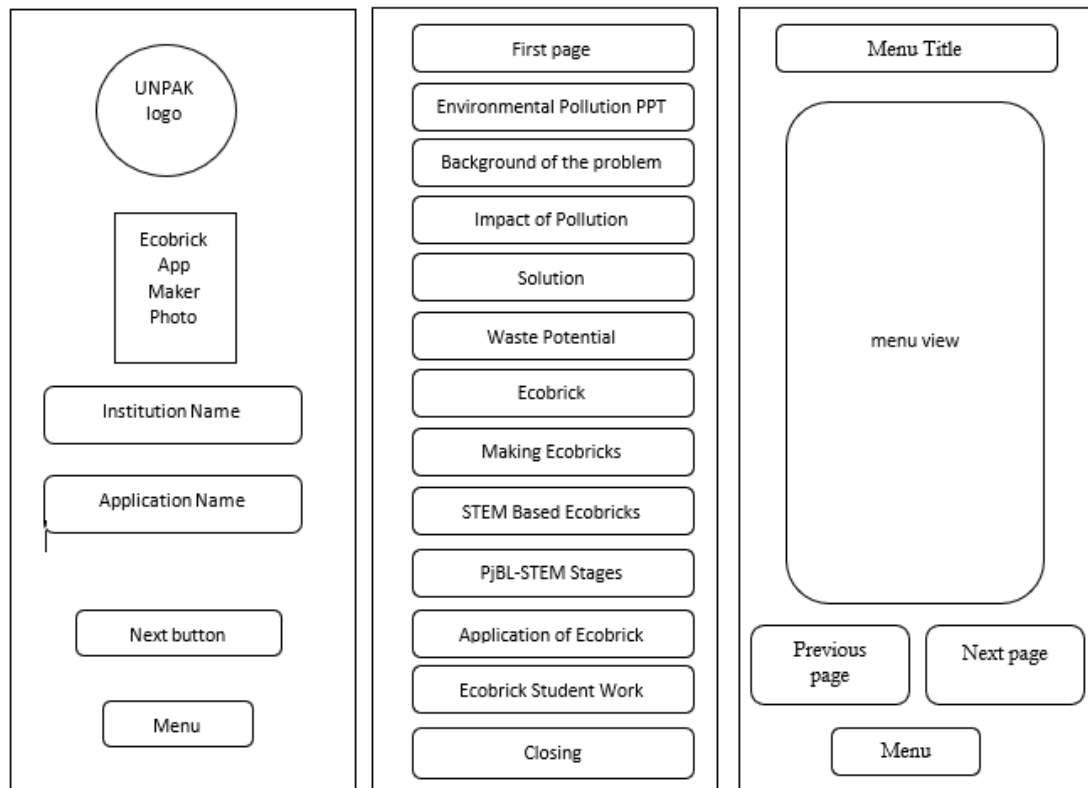 UNPAK
logo
Ecobrick
App
Maker
Photo
Institution Name
Application Name
Next button
Menu
First page
Environmental Pollution PPT
Background of the problem
Impact of Pollution
Solution
Waste Potential
Ecobrick
Making Ecobricks
STEM Based Ecobricks
PjBL-STEM Stages
Application of Ecobrick
Ecobrick Student Work
Closing
Menu Title
menu view
Previous
page
Next page
Menu